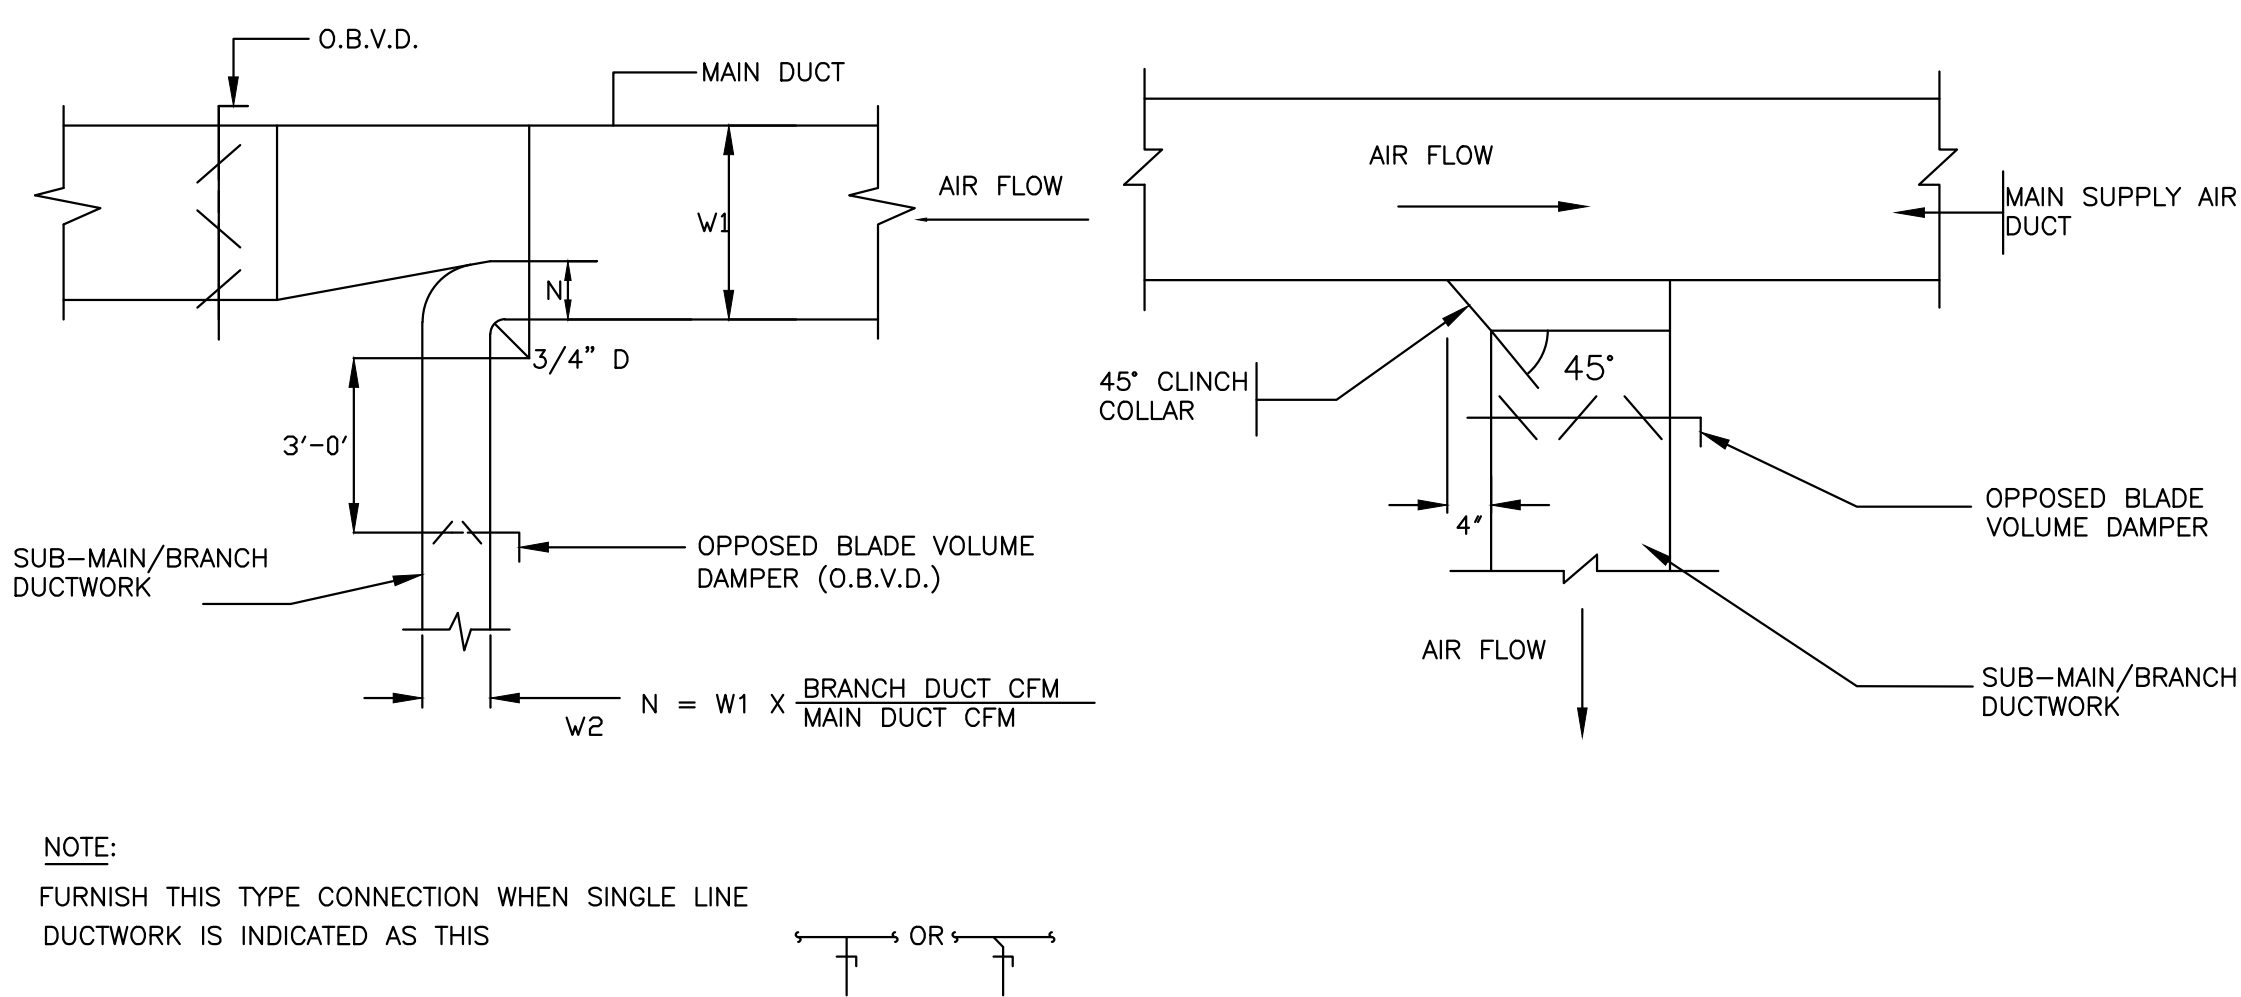 O.B.V.D.
MAIN DUCT
W1
AIR FLOW
N
3/4" D
3'-0'
SUB-MAIN/BRANCH
DUCTWORK
OPPOSED BLADE VOLUME
DAMPER (O.B.V.D.)
W2
N = W1 X BRANCH DUCT CFM
MAIN DUCT CFM
AIR FLOW
MAIN SUPPLY AIR
DUCT
45° CLINCH
COLLAR
45°
4"
OPPOSED BLADE
VOLUME DAMPER
AIR FLOW
SUB-MAIN/BRANCH
DUCTWORK
NOTE:
FURNISH THIS TYPE CONNECTION WHEN SINGLE LINE
DUCTWORK IS INDICATED AS THIS
OR